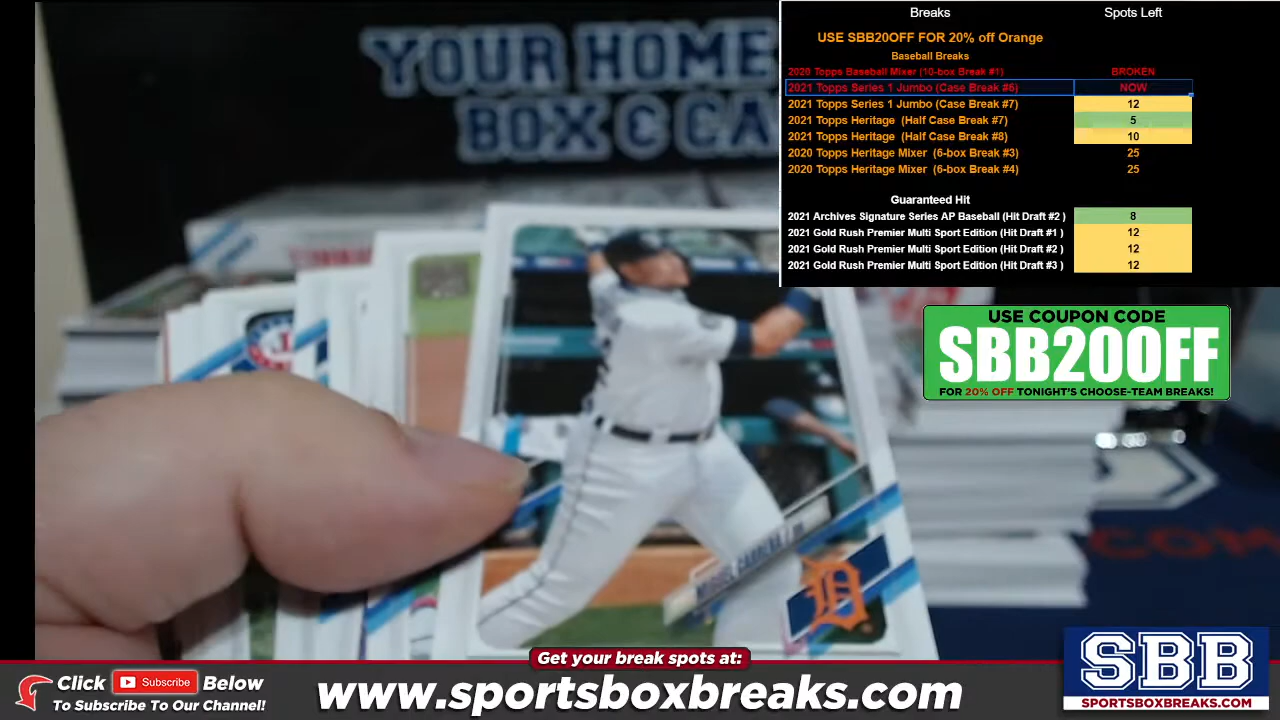 YOUR HOME
BOX & CA
Breaks Spots Left
USE SBB20OFF FOR 20% off Orange
Baseball Breaks
2020 Topps Baseball Mixer (10-box Break #1) BROKEN
2021 Topps Series 1 Jumbo (Case Break #6) NOW
2021 Topps Series 1 Jumbo (Case Break #7) 12
2021 Topps Heritage (Half Case Break #7) 5
2021 Topps Heritage (Half Case Break #8) 10
2020 Topps Heritage Mixer (6-box Break #3) 25
2020 Topps Heritage Mixer (6-box Break #4) 25
Guaranteed Hit
2021 Archives Signature Series AP Baseball (Hit Draft #2 ) 8
2021 Gold Rush Premier Multi Sport Edition (Hit Draft #1 ) 12
2021 Gold Rush Premier Multi Sport Edition (Hit Draft #2 ) 12
2021 Gold Rush Premier Multi Sport Edition (Hit Draft #3 ) 12
USE COUPON CODE
SBB20OFF
FOR 20% OFF TONIGHT'S CHOOSE-TEAM BREAKS!
MIGUEL CABRERA
D
COM
Get your break spots at:
Click Subscribe Below
To Subscribe To Our Channel!
www.sportsboxbreaks.com
SBB
SPORTSBOXBREAKS.COM